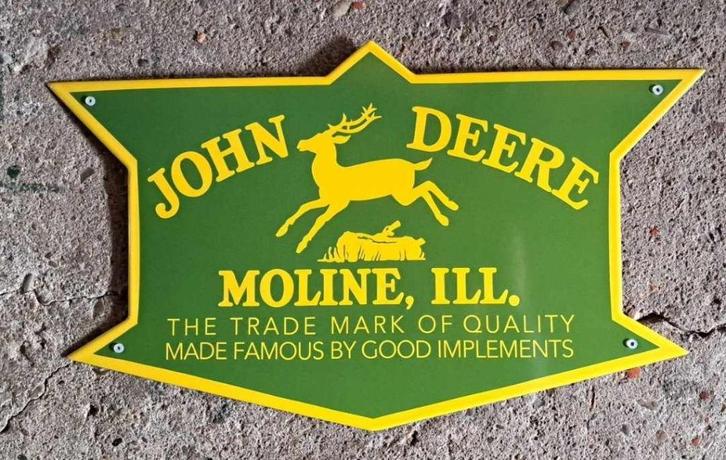 JOHN DEERE
MOLINE, ILL.
THE TRADE MARK OF QUALITY
MADE FAMOUS BY GOOD IMPLEMENTS